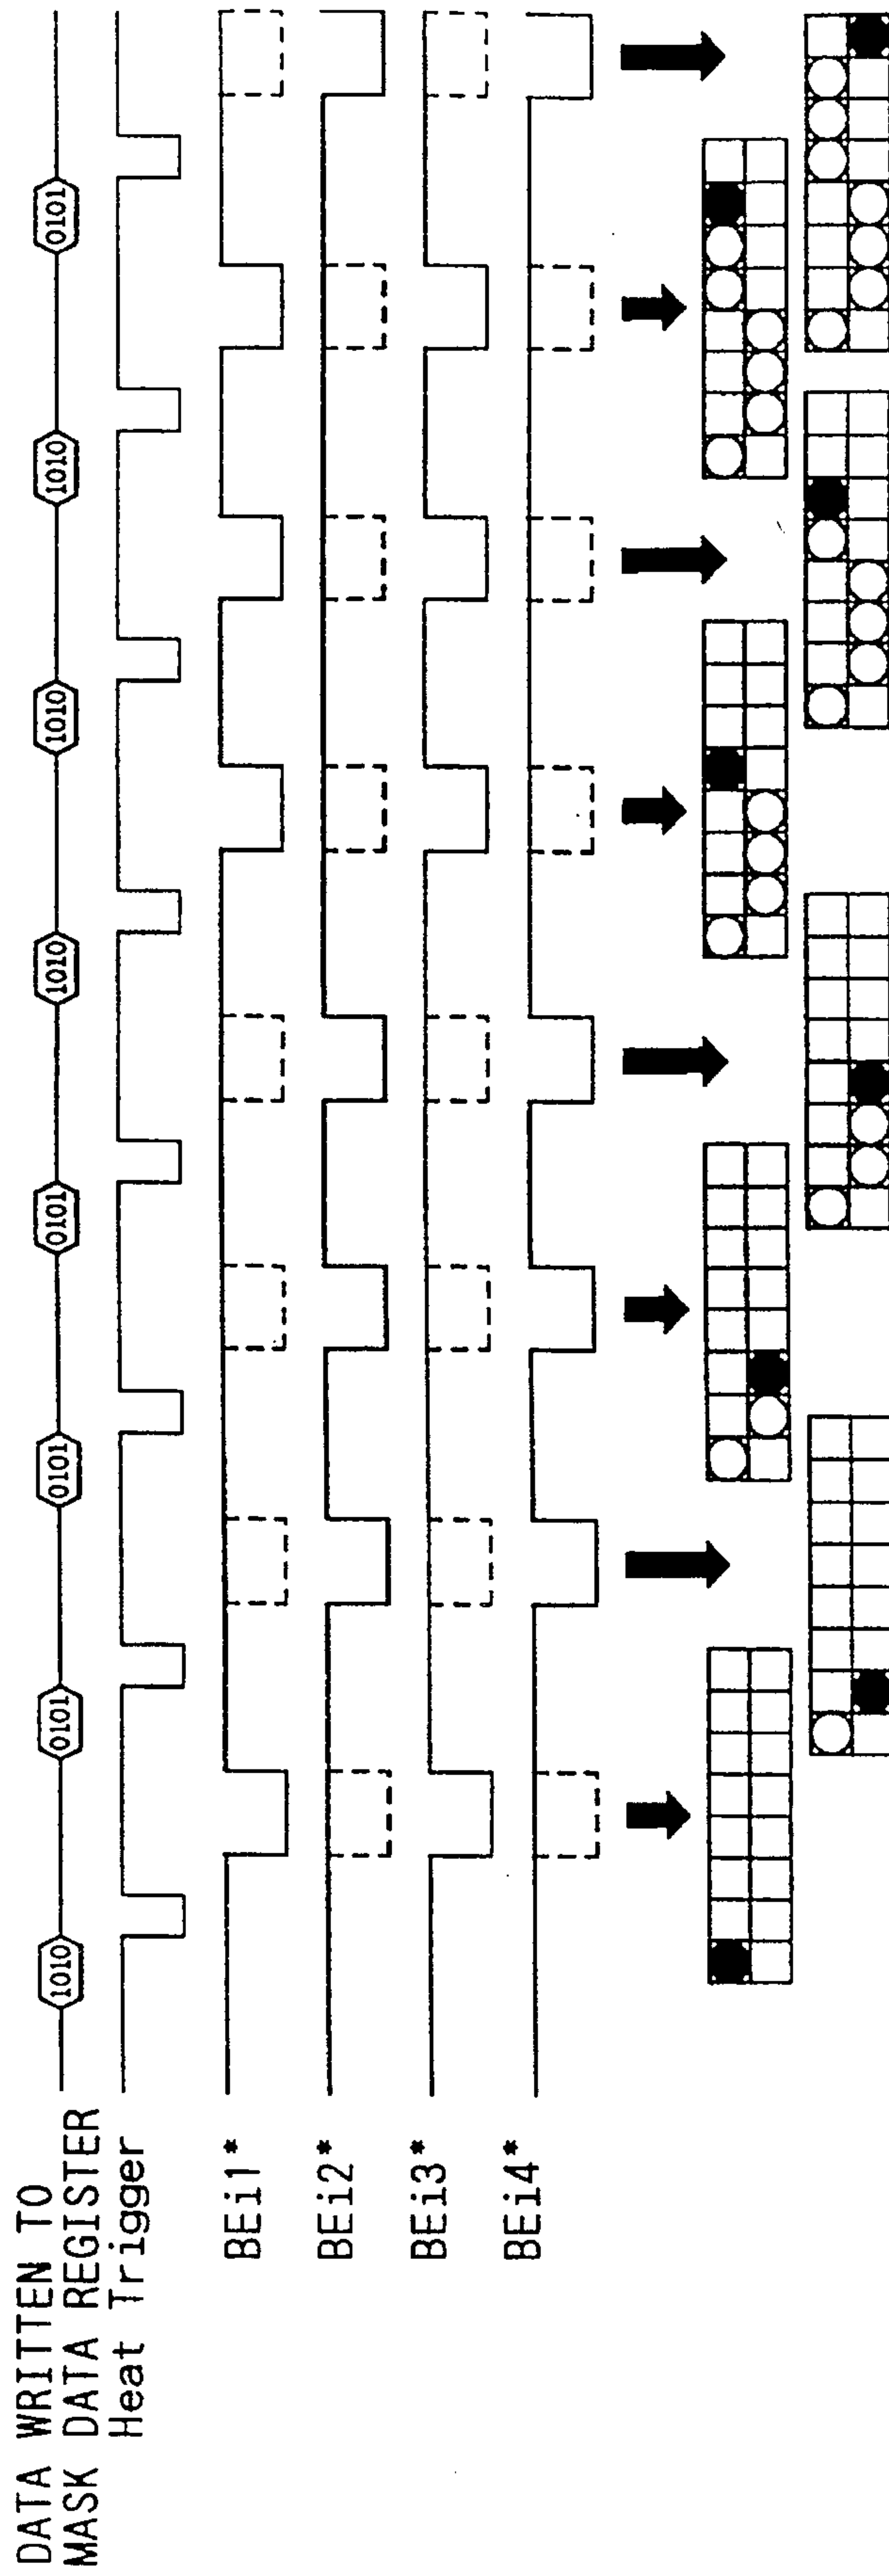 DATA WRITTEN TO
MASK DATA REGISTER
1010 0101 0101 0101 1010 1010 1010 0101
Heat Trigger
BEi1*
BEi2*
BEi3*
BEi4*